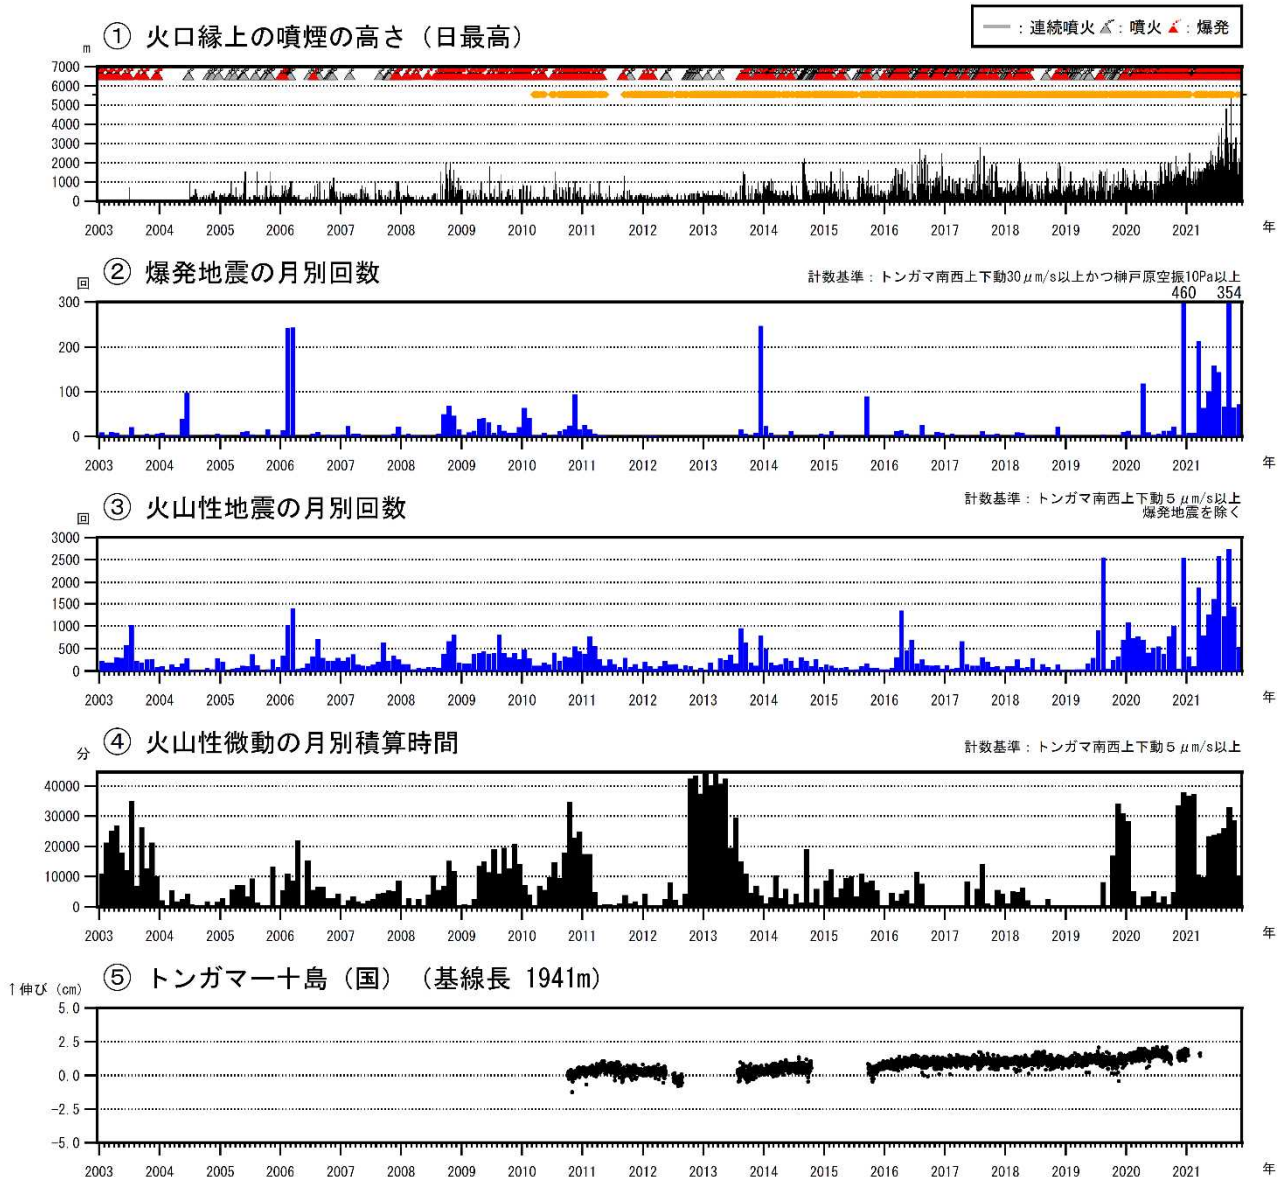 ― : 連続噴火 : 噴火 : 爆発
① 火口縁上の噴煙の高さ（日最高）
m
7000
6000
5000
4000
3000
2000
1000
0
2003 2004 2005 2006 2007 2008 2009 2010 2011 2012 2013 2014 2015 2016 2017 2018 2019 2020 2021 年
② 爆発地震の月別回数
計数基準：トンガマ南西上下動30μm/s以上かつ榊戸原空振10Pa以上
回
460 354
300
200
100
0
2003 2004 2005 2006 2007 2008 2009 2010 2011 2012 2013 2014 2015 2016 2017 2018 2019 2020 2021 年
③ 火山性地震の月別回数
計数基準：トンガマ南西上下動５μm/s以上
爆発地震を除く
回
3000
2500
2000
1500
1000
500
0
2003 2004 2005 2006 2007 2008 2009 2010 2011 2012 2013 2014 2015 2016 2017 2018 2019 2020 2021 年
④ 火山性微動の月別積算時間
計数基準：トンガマ南西上下動５μm/s以上
分
40000
30000
20000
10000
0
2003 2004 2005 2006 2007 2008 2009 2010 2011 2012 2013 2014 2015 2016 2017 2018 2019 2020 2021 年
⑤ トンガマー十島（国）（基線長 1941m）
↑伸び (cm)
5.0
2.5
0.0
-2.5
-5.0
2003 2004 2005 2006 2007 2008 2009 2010 2011 2012 2013 2014 2015 2016 2017 2018 2019 2020 2021 年